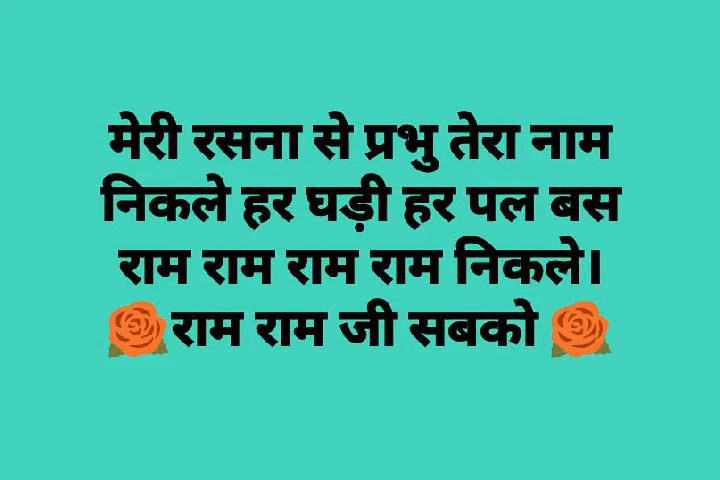 मेरी रसना से प्रभु तेरा नाम
निकले हर घड़ी हर पल बस
राम राम राम राम निकले।
राम राम जी सबको